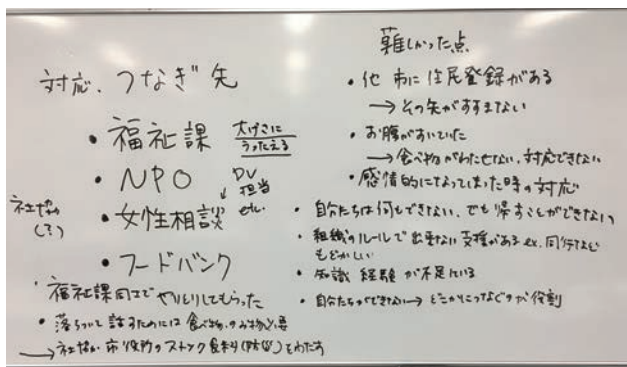 対応、つなぎ先
・福祉課 大げさにうったえる
・NPO DV
↓担当
・女性相談 etc.
社協(?)
・フードバンク
・福祉課同士でやりとりしてもらった
・落ちついて話すためには食べ物、のみ物必要
→社協か市役所のストック食料(防災)をわたす
難しかった点
・他市に住民登録がある
→その先がすすまない
・お腹がすいていた
→食べ物がわたせない、対応できない
・感情的になってしまった時の対応
・自分たちは何もできない、でも帰すことができない
・組織のルールで出来ない支援がある ex.同行など
もどかしい
・知識 経験が不足している
・自分たちができない→どこかにつなぐのが役割